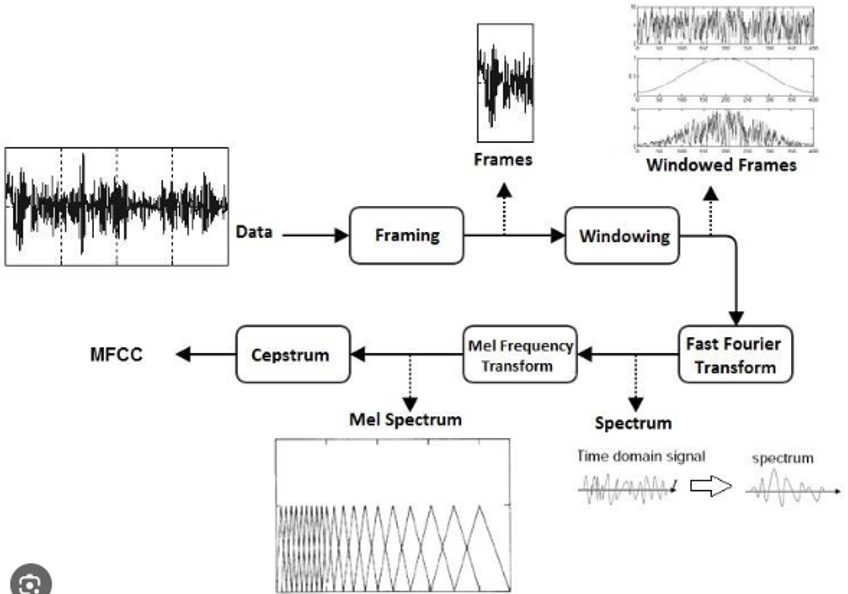 Frames
Windowed Frames
Data
Framing
Windowing
MFCC
Cepstrum
Mel Frequency
Transform
Fast Fourier
Transform
Mel Spectrum
Spectrum
Time domain signal
spectrum